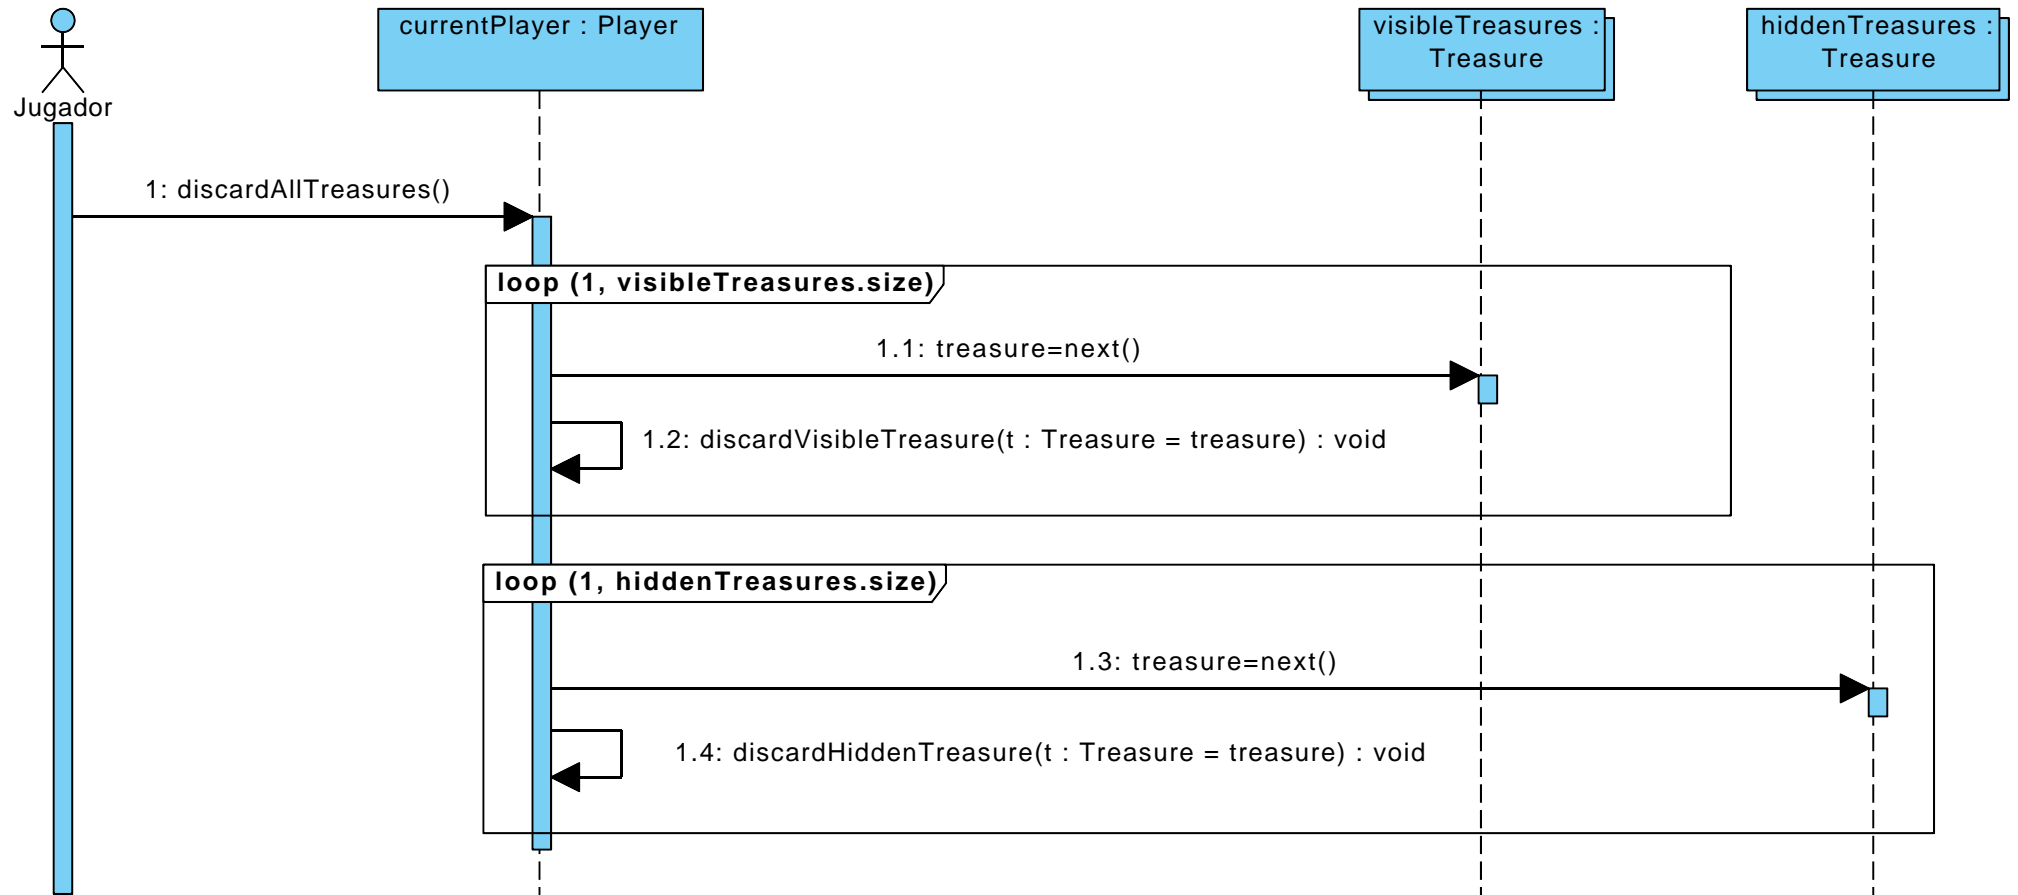 currentPlayer : Player
visibleTreasures :
Treasure
hiddenTreasures :
Treasure
Jugador
1: discardAllTreasures()
loop (1, visibleTreasures.size)
1.1: treasure=next()
1.2: discardVisibleTreasure(t : Treasure = treasure) : void
loop (1, hiddenTreasures.size)
1.3: treasure=next()
1.4: discardHiddenTreasure(t : Treasure = treasure) : void